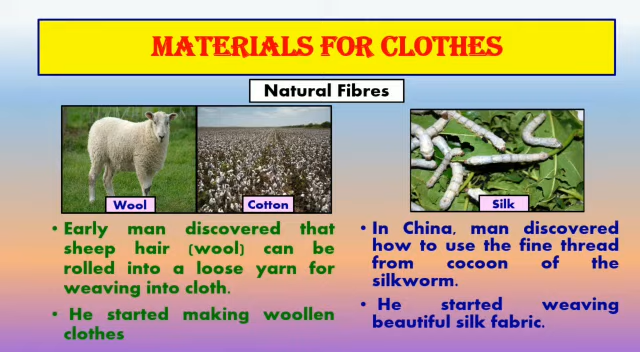 MATERIALS FOR CLOTHES
Natural Fibres
Wool
Cotton
Silk
• Early man discovered that
sheep hair (wool) can be
rolled into a loose yarn for
weaving into cloth.
• He started making woollen
clothes
• In China, man discovered
how to use the fine thread
from cocoon of the
silkworm.
• He started weaving
beautiful silk fabric.